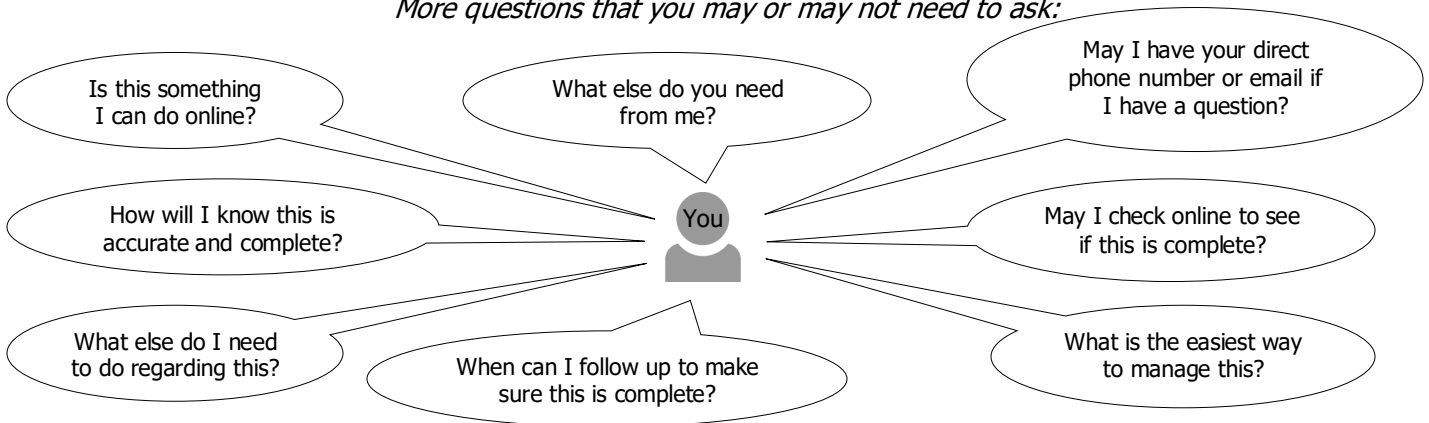 More questions that you may or may not need to ask:
Is this something
I can do online?
What else do you need
from me?
May I have your direct
phone number or email if
I have a question?
How will I know this is
accurate and complete?
You
May I check online to see
if this is complete?
What else do I need
to do regarding this?
When can I follow up to make
sure this is complete?
What is the easiest way
to manage this?